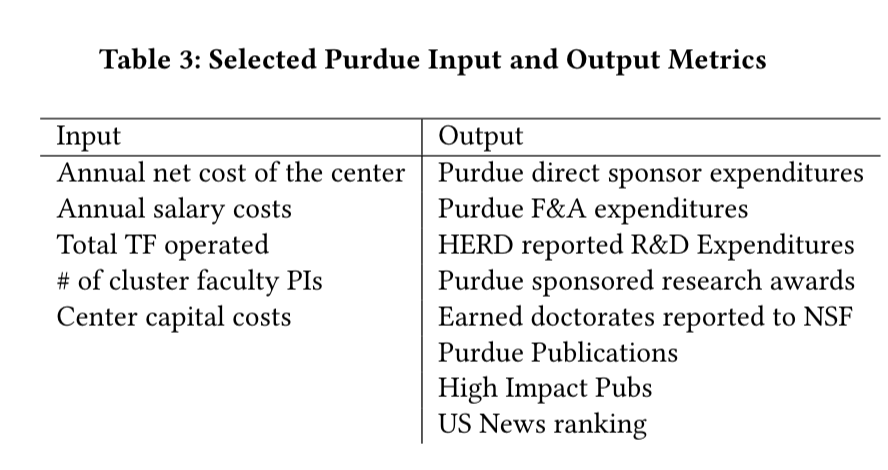 Table 3: Selected Purdue Input and Output Metrics
Input Output
Annual net cost of the center Purdue direct sponsor expenditures
Annual salary costs Purdue F&A expenditures
Total TF operated HERD reported R&D Expenditures
# of cluster faculty PIs Purdue sponsored research awards
Center capital costs Earned doctorates reported to NSF
Purdue Publications
High Impact Pubs
US News ranking